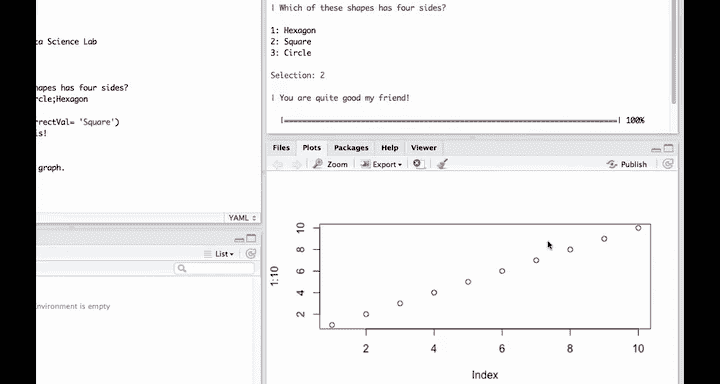 ta Science Lab
hapes has four sides?
rcle;Hexagon
rrectVal= 'Square')
is!
graph.
YAML
List
nvironment is empty
| Which of these shapes has four sides?
1: Hexagon
2: Square
3: Circle
Selection: 2
| You are quite good my friend!
|==================================================================| 100%
Files Plots Packages Help Viewer
Zoom Export Publish
10
8
6
4
2
1:10
2 4 6 8 10
Index